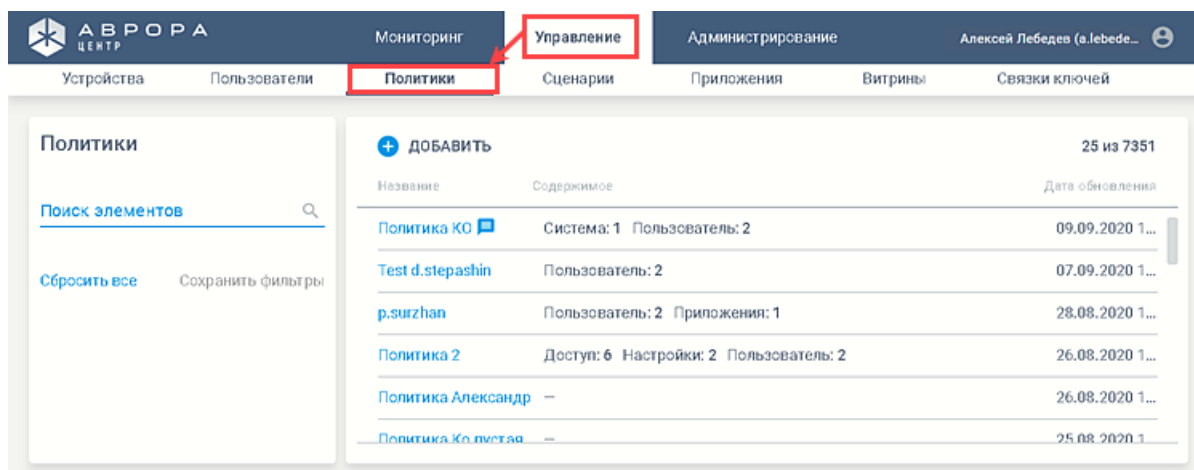 АВРОРА
ЦЕНТР
Мониторинг Управление Администрирование Алексей Лебедев (a.lebede...
Устройства Пользователи Политики Сценарии Приложения Витрины Связки ключей
Политики
Поиск элементов
Сбросить все Сохранить фильтры
ДОБАВИТЬ 25 из 7351
Название Содержимое Дата обновления
Политика КО Система: 1 Пользователь: 2 09.09.2020 1...
Test d.stepashin Пользователь: 2 07.09.2020 1...
p.surzhan Пользователь: 2 Приложения: 1 28.08.2020 1...
Политика 2 Доступ: 6 Настройки: 2 Пользователь: 2 26.08.2020 1...
Политика Александр — 26.08.2020 1...
Политика Ко пустая — 25.08.2020 1